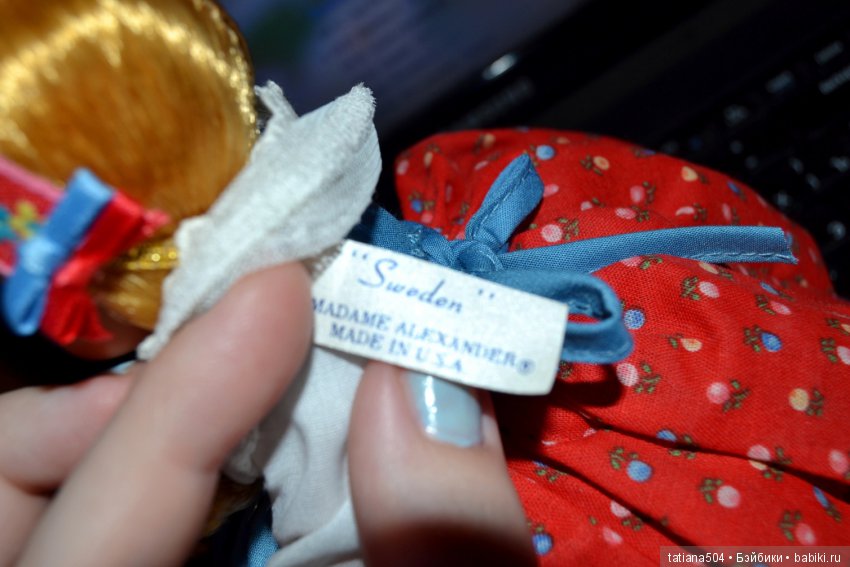 "Sweden"
MADAME ALEXANDER®
MADE IN U.S.A.
tatiana504 • Бэйбики • babiki.ru